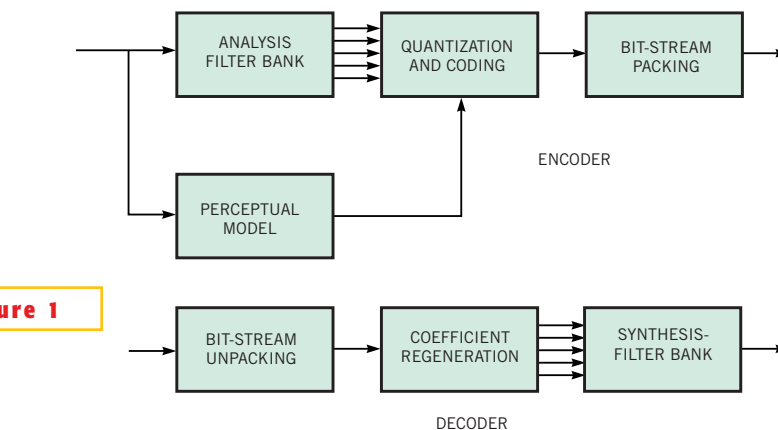 ANALYSIS
FILTER BANK
QUANTIZATION
AND CODING
BIT-STREAM
PACKING
ENCODER
PERCEPTUAL
MODEL
ure 1
BIT-STREAM
UNPACKING
COEFFICIENT
REGENERATION
SYNTHESIS-
FILTER BANK
DECODER